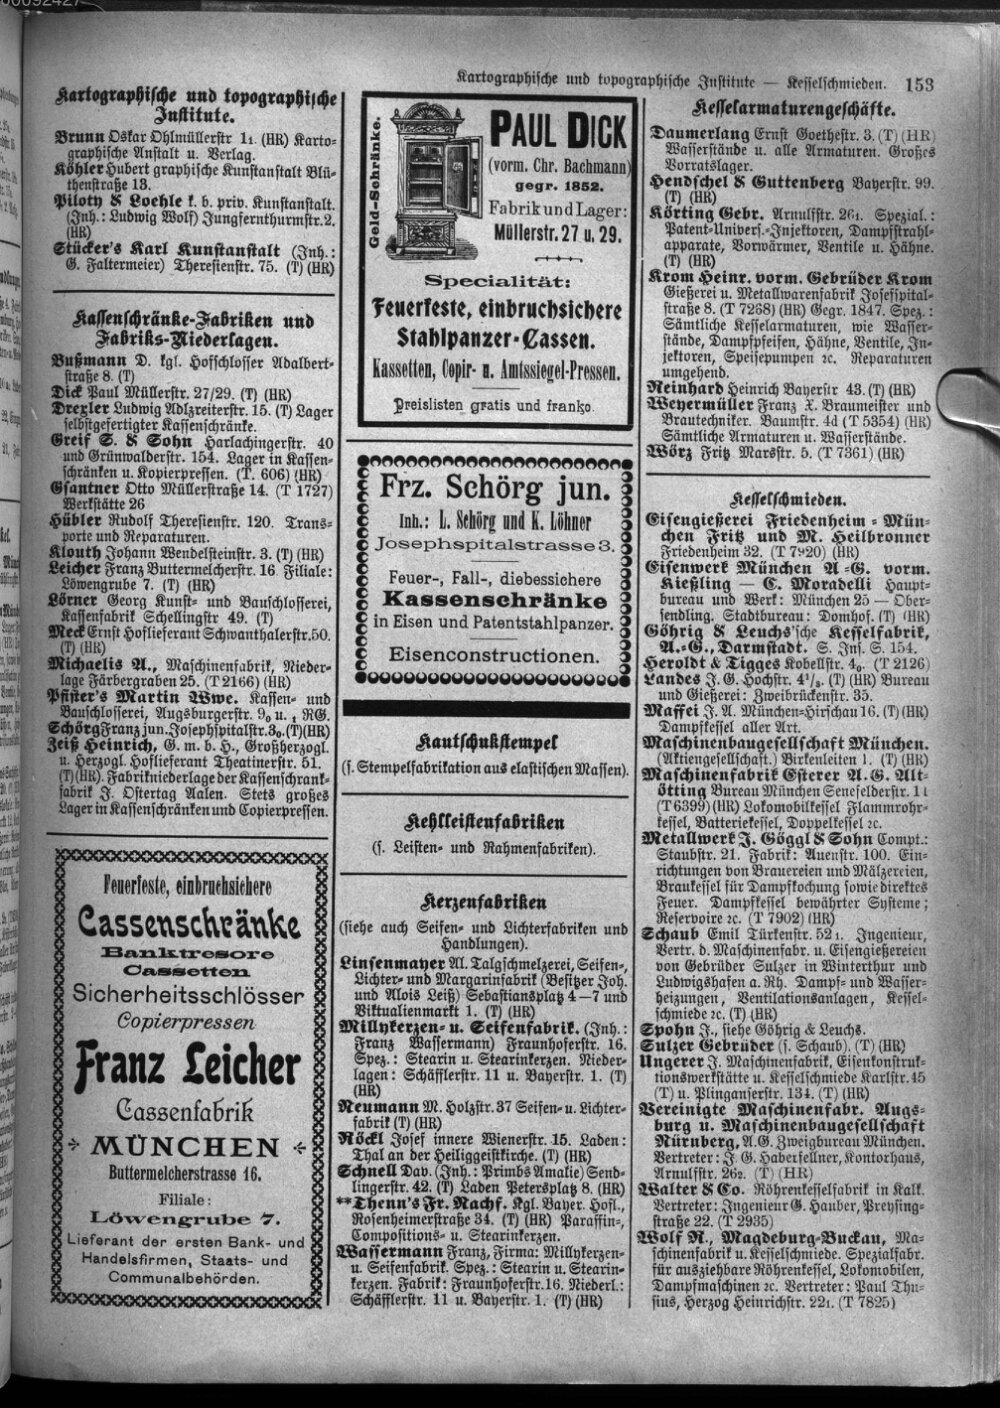 Kartographische und topographische Institute — Kesselschmieden. 153
Kartographische und topographische
Institute.
Brunn Oskar Ohlmüllerstr 11. (HR) Karto-
graphische Anstalt u. Verlag.
Köhler Hubert graphische Kunstanstalt Blü-
thenstraße 13.
Piloty & Loehle k. b. priv. Kunstanstalt.
(Inh.: Ludwig Wolf) Jungfernthurmstr. 2.
(HR)
Stücker's Karl Kunstanstalt (Inh.:
G. Faltermeier) Theresienstr. 75. (T) (HR)
Kassenschränke-Fabriken und
Fabriks-Niederlagen.
Bußmann D. kgl. Hofschlosser Adalbert-
straße 8. (T)
Dick Paul Müllerstr. 27/29. (T) (HR)
Drexler Ludwig Adlzreiterstr. 15. (T) Lager
selbstgefertigter Kassenschränke.
Greif S. & Sohn Harlachingerstr. 40
und Grünwalderstr. 154. Lager in Kassen-
schränken u. Kopierpressen. (T. 606) (HR)
Gsantner Otto Müllerstraße 14. (T 1727)
Werkstätte 26
Hübler Rudolf Theresienstr. 120. Trans-
porte und Reparaturen.
Klouth Johann Wendelsteinstr. 3. (T) (HR)
Leicher Franz Buttermelcherstr. 16 Filiale:
Löwengrube 7. (T) (HR)
Lörner Georg Kunst- und Bauschlosserei,
Kassenfabrik Schellingstr 49. (T)
Meck Ernst Hoflieferant Schwanthalerstr. 50.
(T) (HR)
Michaelis A., Maschinenfabrik, Nieder-
lage Färbergraben 25. (T 2166) (HR)
Pfister's Martin Wwe. Kassen- und
Bauschlosserei, Augsburgerstr. 90 u. 1 RG.
Schörg Franz jun. Josephspitalstr. 30. (T)(HR)
Zeiß Heinrich, G. m. b. H., Großherzogl.
u. Herzogl. Hoflieferant Theatinerstr. 51.
(T)(HR). Fabrikniederlage der Kassenschrank-
fabrik J. Ostertag Aalen. Stets großes
Lager in Kassenschränken und Copierpressen.
Feuerfeste, einbruchsichere
Cassenschränke
Banktresore
Cassetten
Sicherheitsschlösser
Copierpressen
Franz Leicher
Cassenfabrik
MÜNCHEN
Buttermelcherstrasse 16.
Filiale:
Löwengrube 7.
Lieferant der ersten Bank- und
Handelsfirmen, Staats- und
Communalbehörden.
Geld-Schränke.
PAUL DICK
(vorm. Chr. Bachmann)
gegr. 1852.
Fabrik und Lager:
Müllerstr. 27 u. 29.
Specialität:
Feuerfeste, einbruchsichere
Stahlpanzer-Cassen.
Kassetten, Copir- u. Amtssiegel-Pressen.
Preislisten gratis und franko.
Frz. Schörg jun.
Inh.: L. Schörg und K. Löhner
Josephspitalstrasse 3.
Feuer-, Fall-, diebessichere
Kassenschränke
in Eisen und Patentstahlpanzer.
Eisenconstructionen.
Kautschukstempel
(s. Stempelfabrikation aus elastischen Massen).
Kehlleistenfabriken
(s. Leisten- und Rahmenfabriken).
Kerzenfabriken
(siehe auch Seifen- und Lichterfabriken und
Handlungen).
Linsenmayer Al. Talgschmelzerei, Seifen-,
Lichter- und Margarinfabrik (Besitzer Joh.
und Alois Leiß) Sebastiansplatz 4—7 und
Viktualienmarkt 1. (T) (HR)
Millykerzen- u. Seifenfabrik. (Inh.:
Franz Wassermann) Fraunhoferstr. 16.
Spez.: Stearin u. Stearinkerzen. Nieder-
lagen: Schäfflerstr. 11 u. Bayerstr. 1. (T)
(HR)
Neumann M. Holzstr. 37 Seifen- u. Lichter-
fabrik (T) (HR)
Röckl Josef innere Wienerstr. 15. Laden:
Thal an der Heiliggeistkirche. (T) (HR)
Schnell Dav. (Inh.: Primbs Amalie) Send-
lingerstr. 42. (T) Laden Petersplatz 8. (HR)
**Thenn's Fr. Nachf. Kgl. Bayer. Hofl.,
Rosenheimerstraße 34. (T) (HR) Paraffin-,
Compositions- u. Stearinkerzen.
Wassermann Franz, Firma: Millykerzen-
u. Seifenfabrik. Spez.: Stearin u. Stearin-
kerzen. Fabrik: Fraunhoferstr. 16. Niederl.:
Schäfflerstr. 11 u. Bayerstr. 1. (T) (HR)
Kesselarmaturengeschäfte.
Daumerlang Ernst Goethestr. 3. (T) (HR)
Wasserstände u. alle Armaturen. Großes
Vorratslager.
Hendschel & Guttenberg Bayerstr. 99.
(T) (HR)
Körting Gebr. Arnulfstr. 261. Spezial.:
Patent-Univers.-Injektoren, Dampfstrahl-
apparate, Vorwärmer, Ventile u. Hähne.
(T) (HR)
Krom Heinr. vorm. Gebrüder Krom
Gießerei u. Metallwarenfabrik Josefspital-
straße 8. (T 7268) (HR) Gegr. 1847. Spez.:
Sämtliche Kesselarmaturen, wie Wasser-
stände, Dampfpfeifen, Hähne, Ventile, In-
jektoren, Speisepumpen ꝛc. Reparaturen
umgehend.
Reinhard Heinrich Bayerstr 43. (T) (HR)
Weyermüller Franz X. Braumeister und
Brautechniker. Baumstr. 4d (T 5354) (HR)
Sämtliche Armaturen u. Wasserstände.
Wörz Fritz Marsstr. 5. (T 7361) (HR)
Kesselschmieden.
Eisengießerei Friedenheim-Mün-
chen Fritz und M. Heilbronner
Friedenheim 32. (T 7920) (HR)
Eisenwerk München A-G. vorm.
Kießling — C. Moradelli Haupt-
bureau und Werk: München 25 — Ober-
sendling. Stadtbureau: Domhof. (T) (HR)
Göhrig & Leuchs'sche Kesselfabrik,
A.-G., Darmstadt. S. Ins. S. 154.
Heroldt & Tigges Kobellstr. 40. (T 2126)
Landes J. G. Hochstr. 4¹/₃. (T) (HR) Bureau
und Gießerei: Zweibrückenstr. 35.
Maffei J. A. München-Hirschau 16. (T) (HR)
Dampfkessel aller Art.
Maschinenbaugesellschaft München.
(Aktiengesellschaft.) Birkenleiten 1. (T) (HR)
Maschinenfabrik Esterer A. G. Alt-
ötting Bureau München Senefelderstr. 11
(T 6399) (HR) Lokomobilkessel Flammrohr-
kessel, Batteriekessel, Doppelkessel ꝛc.
Metallwerk J. Göggl & Sohn Compt.:
Staubstr. 21. Fabrik: Auenstr. 100. Ein-
richtungen von Brauereien und Mälzereien,
Braukessel für Dampfkochung sowie direktes
Feuer. Dampfkessel bewährter Systeme;
Reservoire ꝛc. (T 7902) (HR)
Schaub Emil Türkenstr. 521. Ingenieur,
Vertr. d. Maschinenfabr. u. Eisengießereien
von Gebrüder Sulzer in Winterthur und
Ludwigshafen a. Rh. Dampf- und Wasser-
heizungen, Ventilationsanlagen, Kessel-
schmiede ꝛc. (T) (HR)
Spohn J., siehe Göhrig & Leuchs.
Sulzer Gebrüder (s. Schaub). (T) (HR)
Ungerer J. Maschinenfabrik, Eisenkonstruk-
tionswerkstätte u. Kesselschmiede Karlstr. 45
(T) u. Plinganserstr. 134. (T) (HR)
Vereinigte Maschinenfabr. Augs-
burg u. Maschinenbaugesellschaft
Nürnberg, A.G. Zweigbureau München.
Vertreter: J. G. Haberfellner, Kontorhaus,
Arnulfstr. 262. (T) (HR)
Walter & Co. Röhrenkesselfabrik in Kalk.
Vertreter: Ingenieur G. Hauber, Preysing-
straße 22. (T 2935)
Wolf R., Magdeburg-Buckau, Ma-
schinenfabrik u. Kesselschmiede. Spezialfabr.
für ausziehbare Röhrenkessel, Lokomobilen,
Dampfmaschinen ꝛc. Vertreter: Paul Thu-
sius, Herzog Heinrichstr. 221. (T 7825)